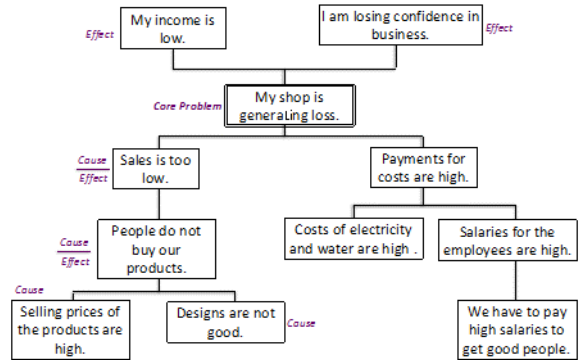 Effect
My income is
low.
I am losing confidence in
business.
Effect
Core Problem
My shop is
generating loss.
Cause
Effect
Sales is too
low.
Payments for
costs are high.
Cause
Effect
People do not
buy our
products.
Costs of electricity
and water are high .
Salaries for the
employees are high.
Cause
Selling prices of
the products are
high.
Designs are not
good.
Cause
We have to pay
high salaries to
get good people.